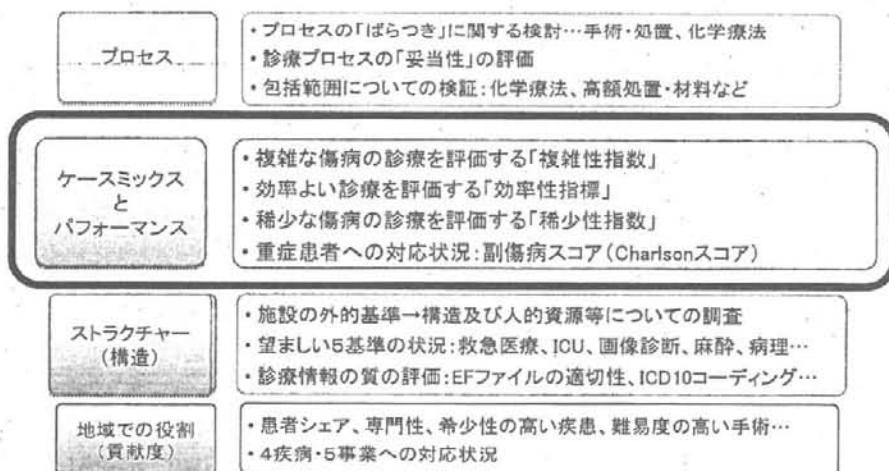 プロセス
・プロセスの「ばらつき」に関する検討…手術・処置、化学療法
・診療プロセスの「妥当性」の評価
・包括範囲についての検証：化学療法、高額処置・材料など
ケースミックス
と
パフォーマンス
・複雑な傷病の診療を評価する「複雑性指数」
・効率よい診療を評価する「効率性指標」
・稀少な傷病の診療を評価する「稀少性指数」
・重症患者への対応状況：副傷病スコア（Charlsonスコア）
ストラクチャー
（構造）
・施設の外的基準→構造及び人的資源等についての調査
・望ましい5基準の状況：救急医療、ICU、画像診断、麻酔、病理…
・診療情報の質の評価：EFファイルの適切性、ICD10コーディング…
地域での役割
（貢献度）
・患者シェア、専門性、希少性の高い疾患、難易度の高い手術…
・4疾病・5事業への対応状況